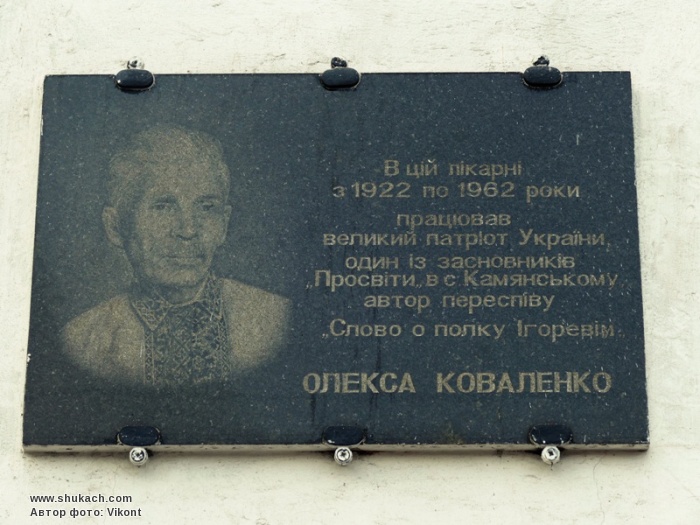 В цій лікарні
з 1922 по 1962 роки
працював
великий патріот України,
один із засновників
„Просвіти„ в с Камянському
автор переспіву
„Слово о полку Ігоревім„
ОЛЕКСА КОВАЛЕНКО
www.shukach.com
Автор фото: Vikont